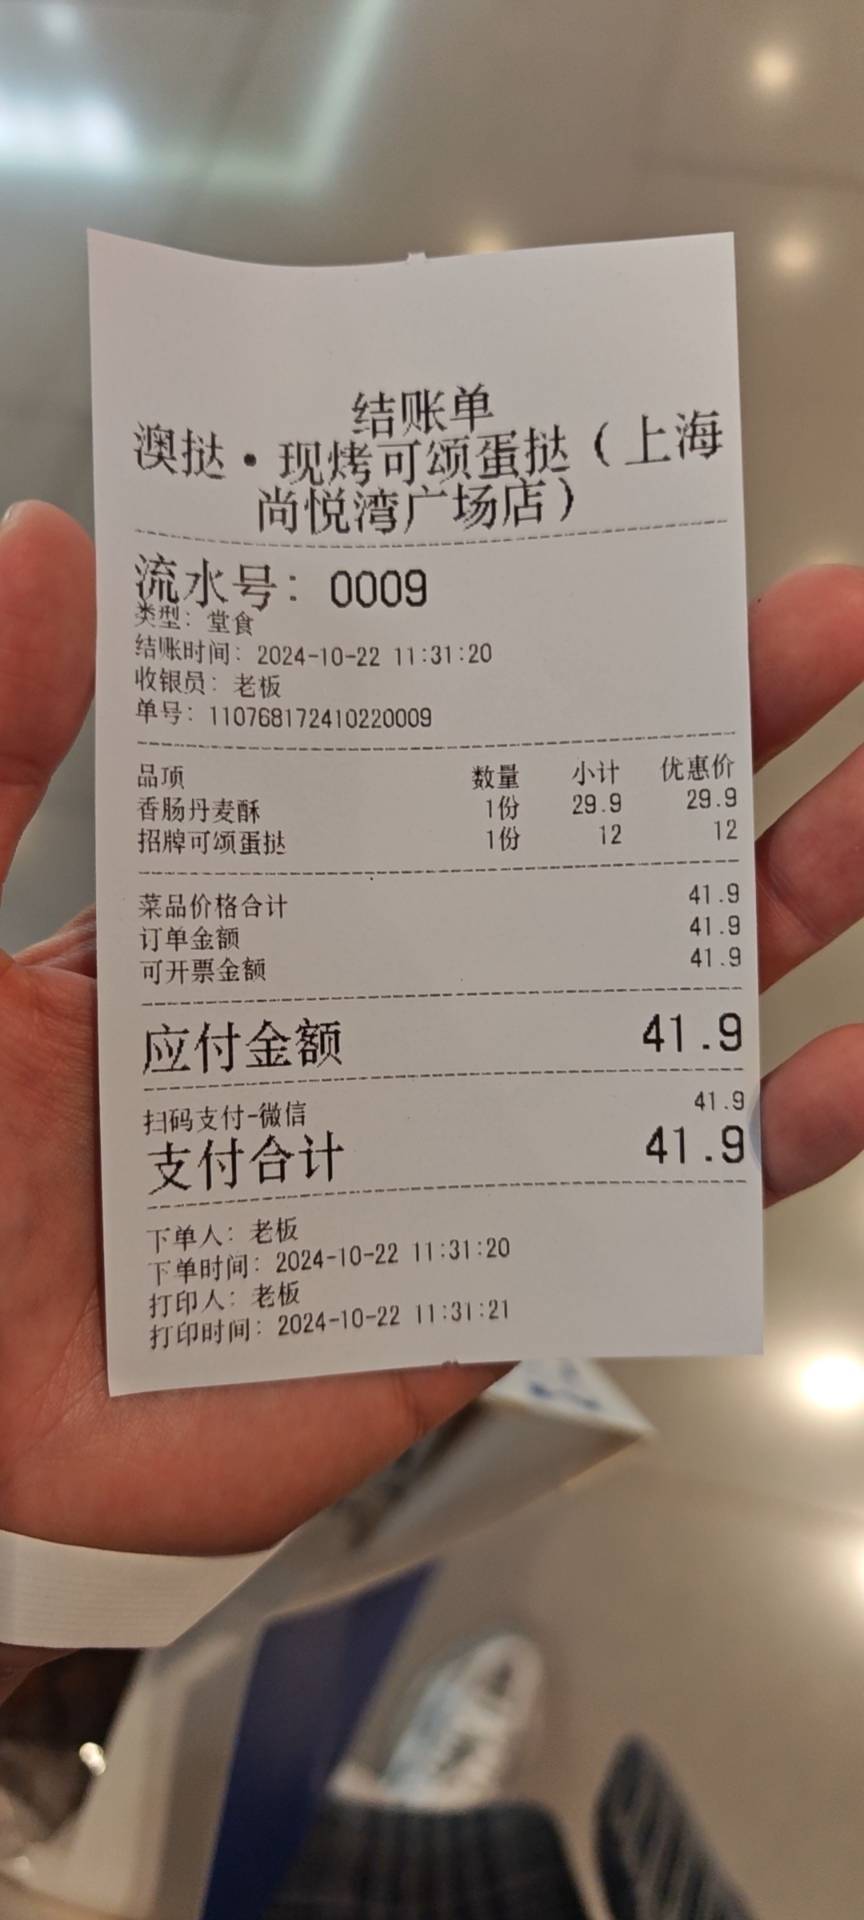 结账单
澳挞·现烤可颂蛋挞(上海
尚悦湾广场店)
流水号: 0009
类型: 堂食
结账时间: 2024-10-22 11:31:20
收银员: 老板
单号: 110768172410220009
品项 数量 小计 优惠价
香肠丹麦酥 1份 29.9 29.9
招牌可颂蛋挞 1份 12 12
菜品价格合计 41.9
订单金额 41.9
可开票金额 41.9
应付金额 41.9
扫码支付-微信 41.9
支付合计 41.9
下单人: 老板
下单时间: 2024-10-22 11:31:20
打印人: 老板
打印时间: 2024-10-22 11:31:21